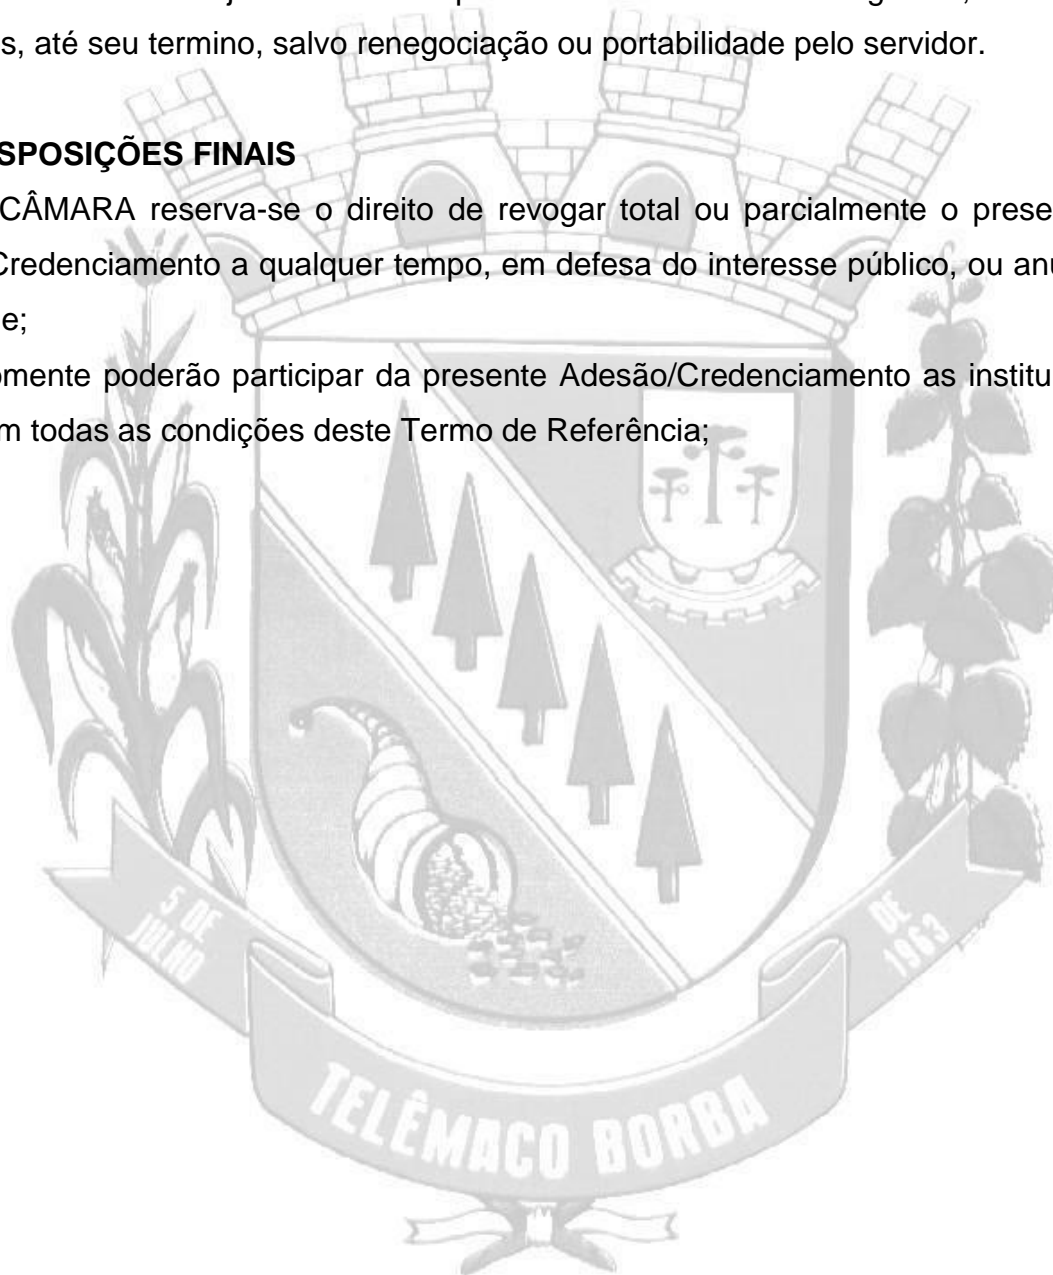 s, até seu termino, salvo renegociação ou portabilidade pelo servidor.
SPOSIÇÕES FINAIS
CÂMARA reserva-se o direito de revogar total ou parcialmente o prese
Credenciamento a qualquer tempo, em defesa do interesse público, ou anu
e;
omente poderão participar da presente Adesão/Credenciamento as institu
m todas as condições deste Termo de Referência;
5 DE
JULHO
DE
1963
TELÊMACO BORBA